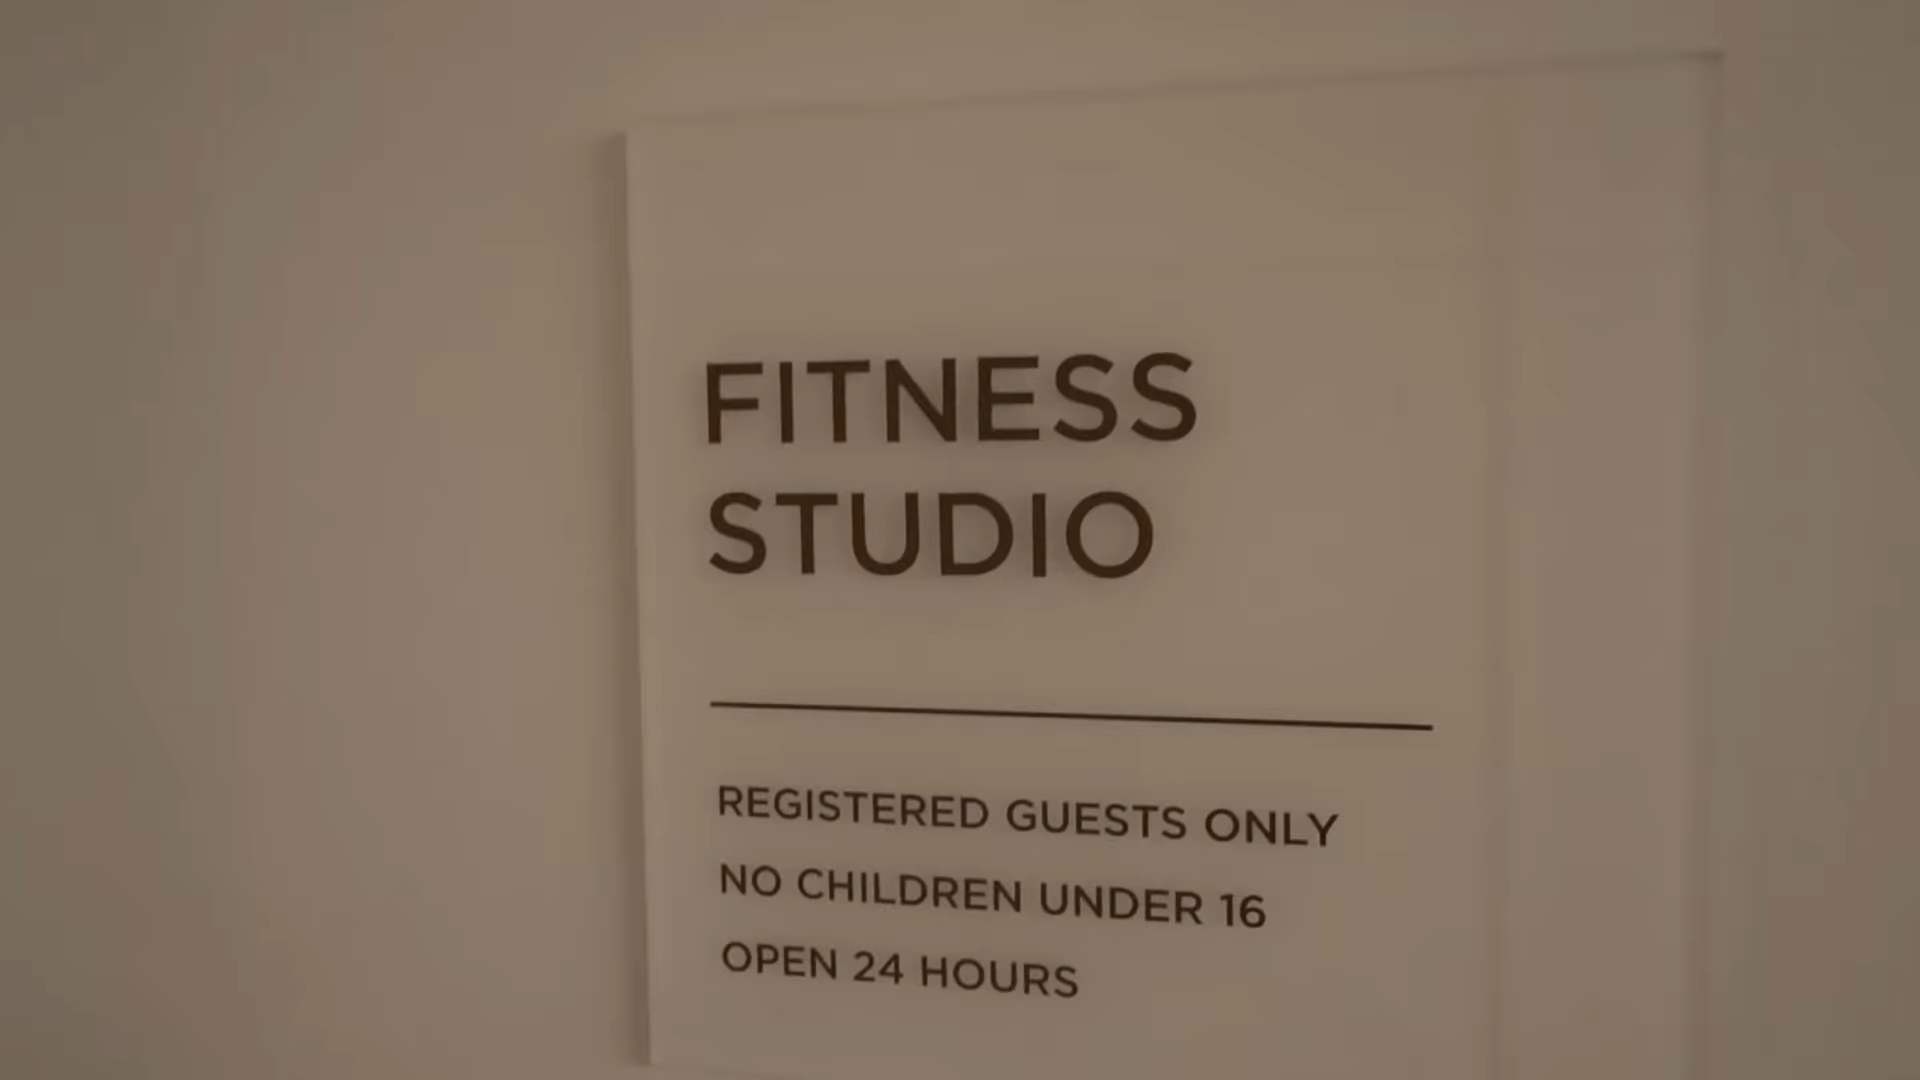 FITNESS
STUDIO
REGISTERED GUESTS ONLY
NO CHILDREN UNDER 16
OPEN 24 HOURS